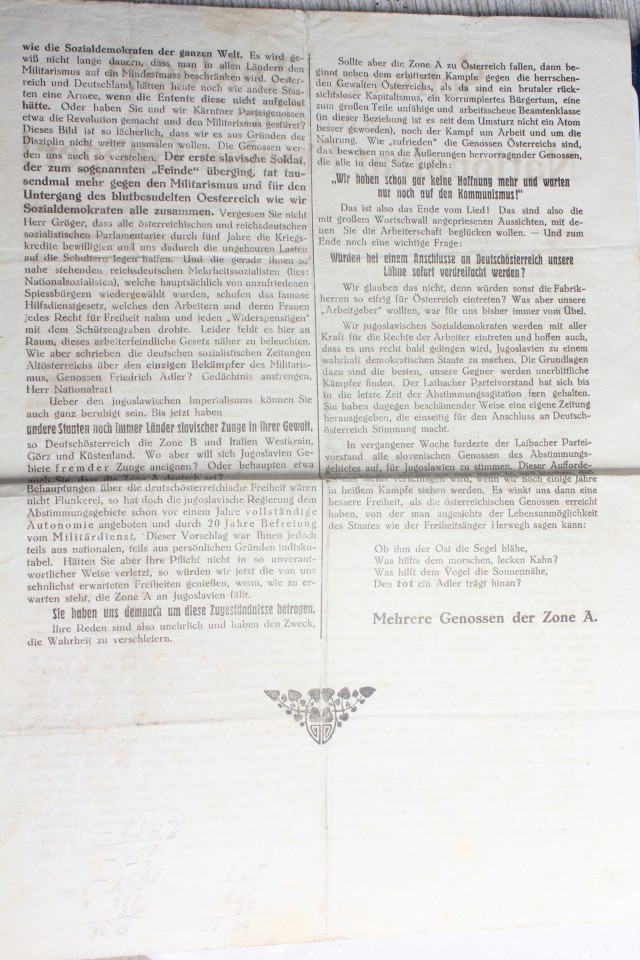 wie die Sozialdemokraten der ganzen Welt. Es wird ge-
wiß nicht lange dauern, dass man in allen Ländern den
Militarismus auf ein Mindestmass beschränken wird. Oester-
reich und Deutschland hätten heute noch wie andere Staa-
ten eine Armee, wenn die Entente diese nicht aufgelöst
hätte. Oder haben Sie und wir Kärntner Parteigenossen
etwa die Revolution gemacht und den Militarismus gestürzt?
Dieses Bild ist so lächerlich, dass wir es aus Gründen der
Disziplin nicht weiter ausmalen wollen. Die Genossen wer-
den uns auch so verstehen. Der erste slavische Soldat,
der zum sogenannten „Feinde" überging, tat tau-
sendmal mehr gegen den Militarismus und für den
Untergang des blutbesudelten Oesterreich wie wir
Sozialdemokraten alle zusammen. Vergessen Sie nicht
Herr Gröger, dass alle österreichischen und reichsdeutschen
sozialistischen Parlamentarier durch fünf Jahre die Kriegs-
kredite bewilligten und uns dadurch die ungeheuren Lasten
auf die Schultern legen halfen. Und die gerade ihnen so
nahe stehenden reichsdeutschen Mehrheitssozialisten (lies:
Nationalsozialisten), welche hauptsächlich von unzufriedenen
Spiessbürgern wiedergewählt wurden, schufen das famose
Hilfsdienstgesetz, welches den Arbeitern und deren Frauen
jedes Recht für Freiheit nahm und jeden „Widerspenstigen"
mit dem Schützengraben drohte. Leider fehlt es hier an
Raum, dieses arbeiterfeindliche Gesetz näher zu beleuchten.
Wie aber schrieben die deutschen sozialistischen Zeitungen
Altösterreichs über den einzigen Bekämpfer des Militaris-
mus, Genossen Friedrich Adler? Gedächtnis anstrengen,
Herr Nationalrat!
Ueber den jugoslawischen Imperialismus können Sie
auch ganz beruhigt sein. Bis jetzt haben
andere Staaten noch immer Länder slavischer Zunge in ihrer Gewalt,
so Deutschösterreich die Zone B und Italien Westkrain,
Görz und Küstenland. Wo aber will sich Jugoslavien Ge-
biete fremder Zunge aneignen? Oder behaupten etwa
auch Sie, dass die Zone A deutsch sei?
Behauptungen über die deutschösterreichische Freiheit wären
nicht Flunkerei, so hat doch die jugoslavische Regierung dem
Abstimmungsgebiete schon vor einem Jahre vollständige
Autonomie angeboten und durch 20 Jahre Befreiung
vom Militärdienst. Dieser Vorschlag war Ihnen jedoch
teils aus nationalen, teils aus persönlichen Gründen indisku-
tabel. Hätten Sie aber Ihre Pflicht nicht in so unverant-
wortlicher Weise verletzt, so würden wir jetzt die von uns
sehnlichst erwarteten Freiheiten genießen, wenn, wie zu er-
warten steht, die Zone A an Jugoslavien fällt.
Sie haben uns demnach um diese Zugeständnisse betrogen.
Ihre Reden sind also unehrlich und haben den Zweck,
die Wahrheit zu verschleiern.
Sollte aber die Zone A zu Österreich fallen, dann be-
ginnt neben dem erbitterten Kampfe gegen die herrschen-
den Gewalten Österreichs, als da sind ein brutaler rück-
sichtsloser Kapitalismus, ein korrumpiertes Bürgertum, eine
zum großen Teile unfähige und arbeitsscheue Beamtenklasse
(in dieser Beziehung ist es seit dem Umsturz nicht ein Atom
besser geworden), noch der Kampf um Arbeit und um die
Nahrung. Wie „zufrieden" die Genossen Österreichs sind,
das beweisen uns die Äußerungen hervorragender Genossen,
die alle in dem Satze gipfeln:
„Wir haben schon gar keine Hoffnung mehr und warten
nur noch auf den Kommunismus!"
Das ist also das Ende vom Lied! Das sind also die
mit großem Wortschwall angepriesenen Aussichten, mit de-
nen Sie die Arbeiterschaft beglücken wollen. — Und zum
Ende noch eine wichtige Frage:
Würden bei einem Anschlusse an Deutschösterreich unsere
Löhne sofort verdreifacht werden?
Wir glauben das nicht, denn würden sonst die Fabrik-
herren so eifrig für Österreich eintreten? Was aber unsere
„Arbeitgeber" wollten, war für uns bisher immer vom Übel.
Wir jugoslavischen Sozialdemokraten werden mit aller
Kraft für die Rechte der Arbeiter eintreten und hoffen auch,
dass es uns recht bald gelingen wird, Jugoslavien zu einem
wahrhaft demokratischen Staate zu machen. Die Grundlagen
dazu sind die besten, unsere Gegner werden unerbittliche
Kämpfer finden. Der Laibacher Parteivorstand hat sich bis
in die letzte Zeit der Abstimmungsagitation fern gehalten.
Sie haben dagegen beschämender Weise eine eigene Zeitung
herausgegeben, die einseitig für den Anschluss an Deutsch-
österreich Stimmung macht.
In vergangener Woche forderte der Laibacher Partei-
vorstand alle slovenischen Genossen des Abstimmungs-
gebietes auf, für Jugoslavien zu stimmen. Dieser Aufforde-
verschlagen wird, wenn wir noch einige Jahre
in heißem Kampfe stehen werden. Es winkt uns dann eine
bessere Freiheit, als die österreichischen Genossen erreicht
haben, von der man angesichts der Lebensunmöglichkeit
des Staates wie der Freiheitsänger Herwegh sagen kann:
Ob ihm der Ost die Segel blähe,
Was hilfts dem morschen, lecken Kahn?
Was hilft dem Vogel die Sonnennähe,
Den tot ein Adler trägt hinan?
Mehrere Genossen der Zone A.